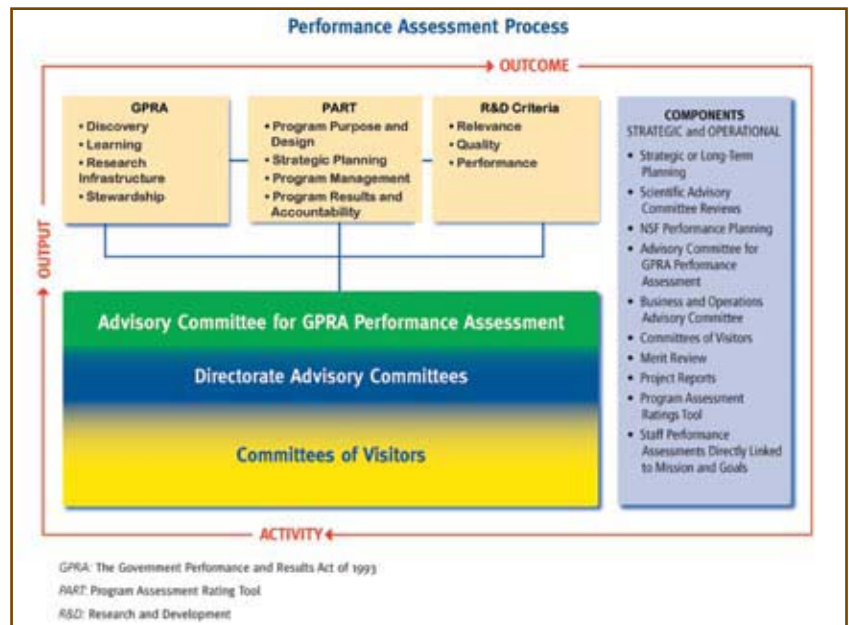 Performance Assessment Process
OUTCOME
GPRA
• Discovery
• Learning
• Research
Infrastructure
• Stewardship
PART
• Program Purpose and
Design
• Strategic Planning
• Program Management
• Program Results and
Accountability
R&D Criteria
• Relevance
• Quality
• Performance
COMPONENTS
STRATEGIC and OPERATIONAL
• Strategic or Long-Term
Planning
• Scientific Advisory
Committee Reviews
• NSF Performance Planning
• Advisory Committee for
GPRA Performance
Assessment
• Business and Operations
Advisory Committee
• Committees of Visitors
• Merit Review
• Project Reports
• Program Assessment
Ratings Tool
• Staff Performance
Assessments Directly Linked
to Mission and Goals
OUTPUT
Advisory Committee for GPRA Performance Assessment
Directorate Advisory Committees
Committees of Visitors
ACTIVITY
GPRA: The Government Performance and Results Act of 1993
PART: Program Assessment Rating Tool
R&D: Research and Development